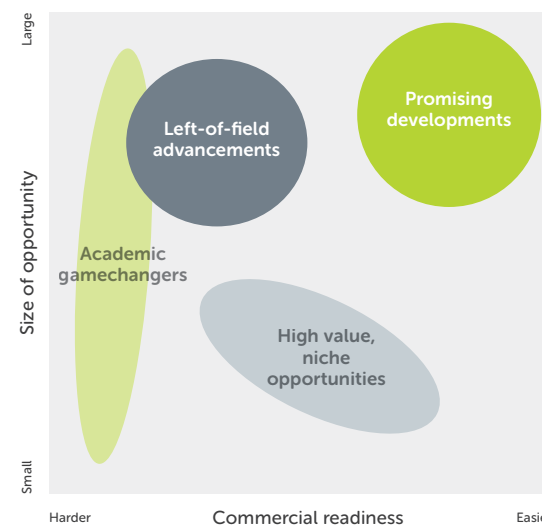 Large
Promising
developments
Left-of-field
advancements
Size of opportunity
Academic
gamechangers
High value,
niche
opportunities
Small
Harder
Commercial readiness